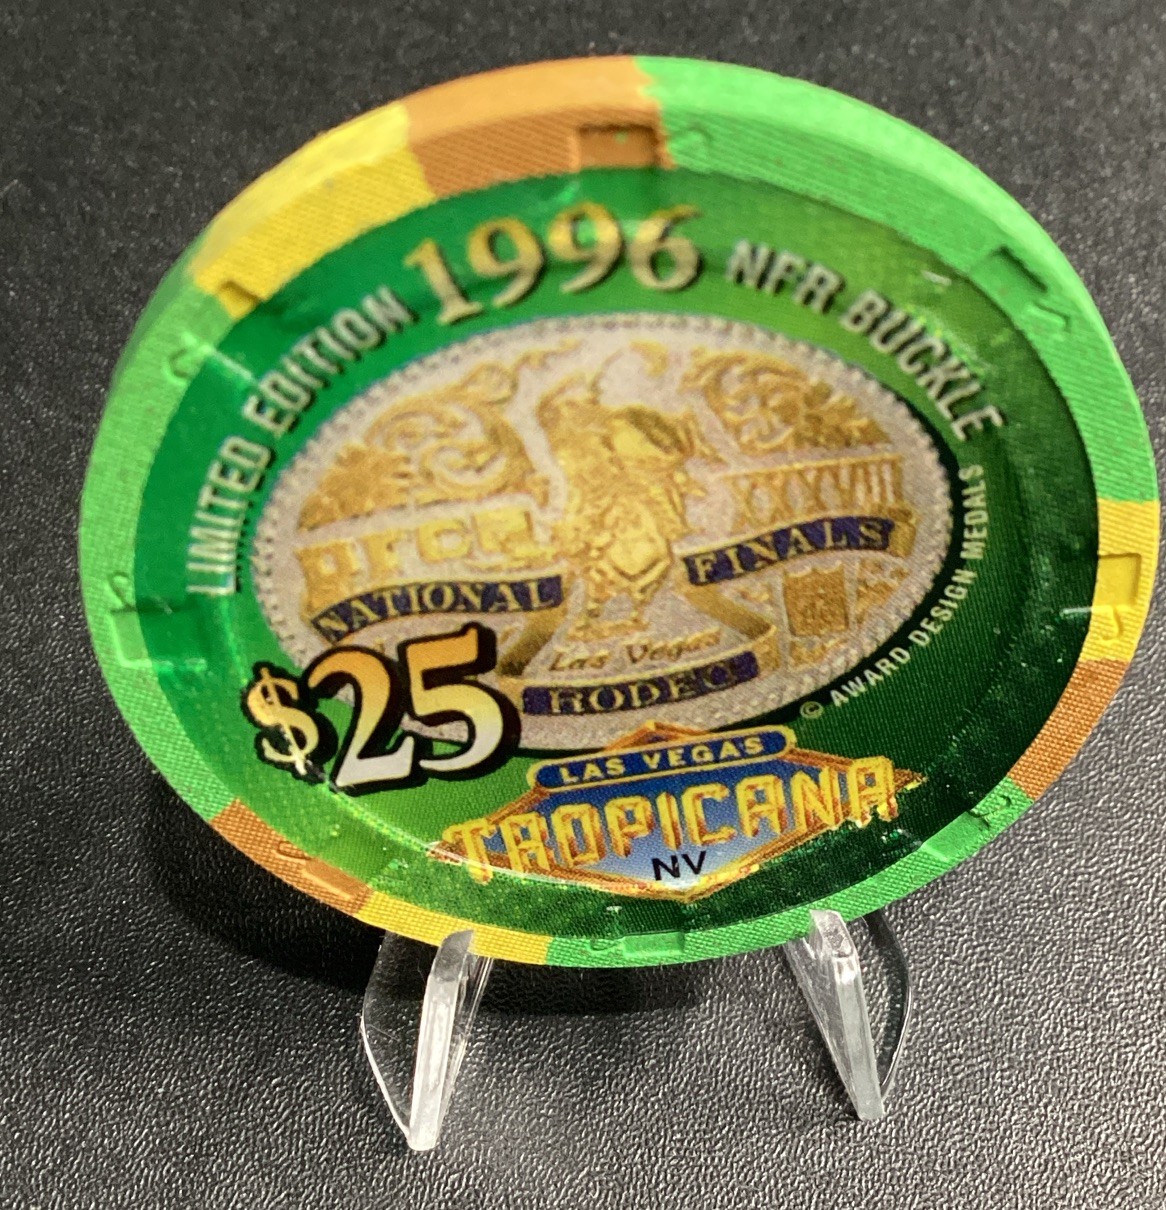 LIMITED EDITION 1996 NFR BUCKLE
XXXVIII
PRCA
NATIONAL FINALS
Las Vegas
RODEO
$25
© AWARD DESIGN MEDALS
LAS VEGAS
TROPICANA
NV